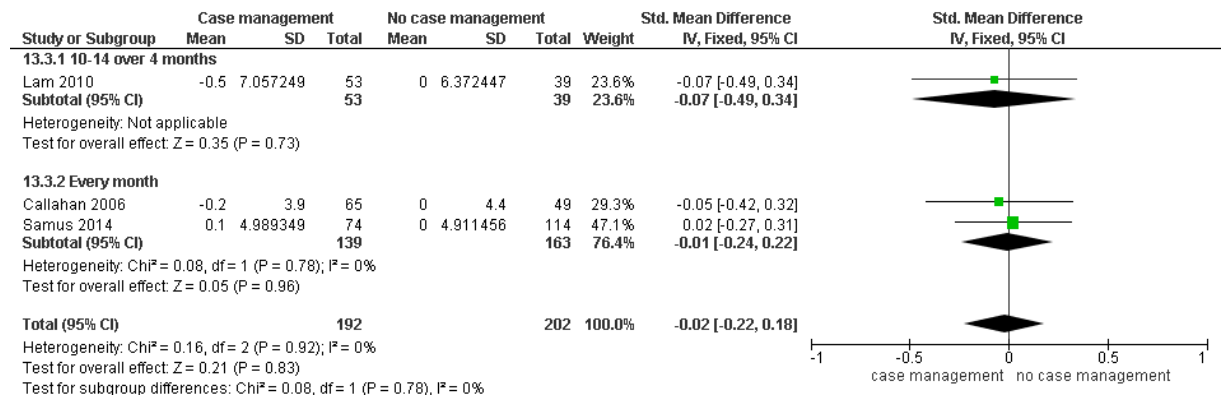 Case management No case management Std. Mean Difference Std. Mean Difference
Study or Subgroup Mean SD Total Mean SD Total Weight IV, Fixed, 95% CI IV, Fixed, 95% CI
13.3.1 10-14 over 4 months
Lam 2010 -0.5 7.057249 53 0 6.372447 39 23.6% -0.07 [-0.49, 0.34]
Subtotal (95% CI) 53 39 23.6% -0.07 [-0.49, 0.34]
Heterogeneity: Not applicable
Test for overall effect: Z = 0.35 (P = 0.73)
13.3.2 Every month
Callahan 2006 -0.2 3.9 65 0 4.4 49 29.3% -0.05 [-0.42, 0.32]
Samus 2014 0.1 4.989349 74 0 4.911456 114 47.1% 0.02 [-0.27, 0.31]
Subtotal (95% CI) 139 163 76.4% -0.01 [-0.24, 0.22]
Heterogeneity: Chi² = 0.08, df = 1 (P = 0.78); I² = 0%
Test for overall effect: Z = 0.05 (P = 0.96)
Total (95% CI) 192 202 100.0% -0.02 [-0.22, 0.18]
Heterogeneity: Chi² = 0.16, df = 2 (P = 0.92); I² = 0%
Test for overall effect: Z = 0.21 (P = 0.83)
Test for subgroup differences: Chi² = 0.08, df = 1 (P = 0.78), I² = 0%
-1 -0.5 0 0.5 1
case management no case management